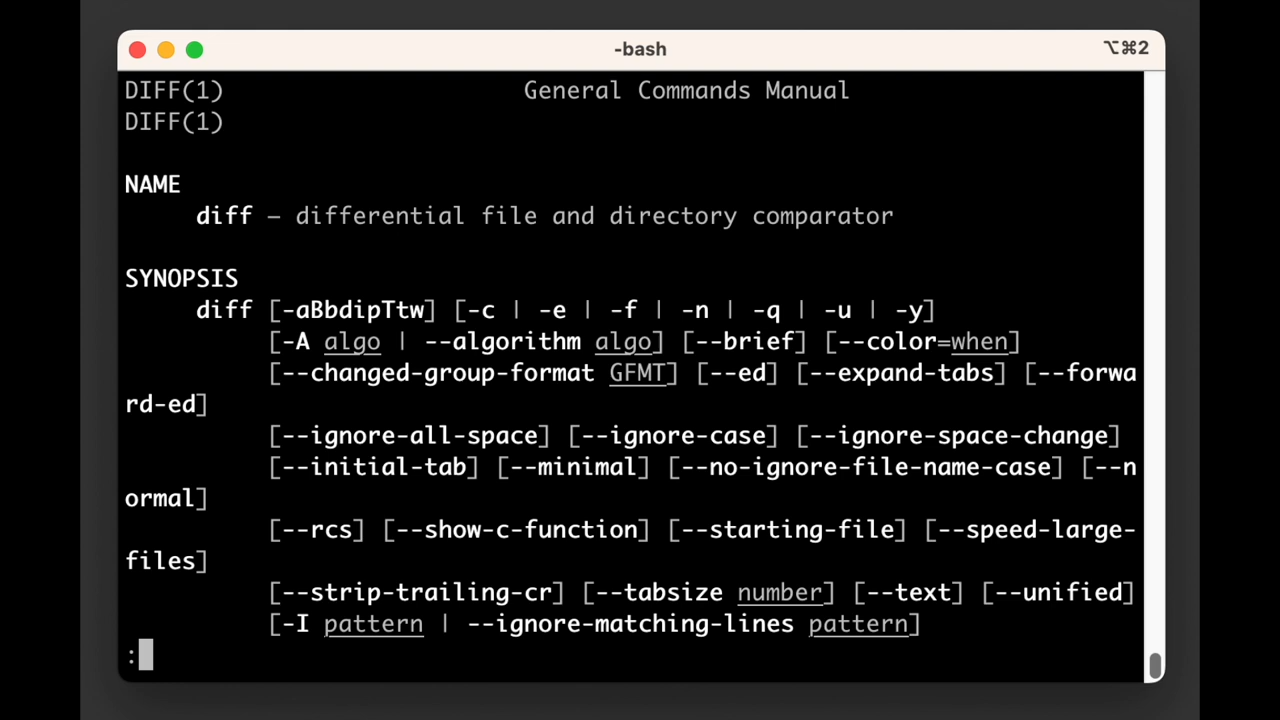 -bash
⌥⌘2
DIFF(1) General Commands Manual
DIFF(1)
NAME
diff – differential file and directory comparator
SYNOPSIS
diff [-aBbdipTtw] [-c | -e | -f | -n | -q | -u | -y]
[-A algo | --algorithm algo] [--brief] [--color=when]
[--changed-group-format GFMT] [--ed] [--expand-tabs] [--forwa
rd-ed]
[--ignore-all-space] [--ignore-case] [--ignore-space-change]
[--initial-tab] [--minimal] [--no-ignore-file-name-case] [--n
ormal]
[--rcs] [--show-c-function] [--starting-file] [--speed-large-
files]
[--strip-trailing-cr] [--tabsize number] [--text] [--unified]
[-I pattern | --ignore-matching-lines pattern]
: